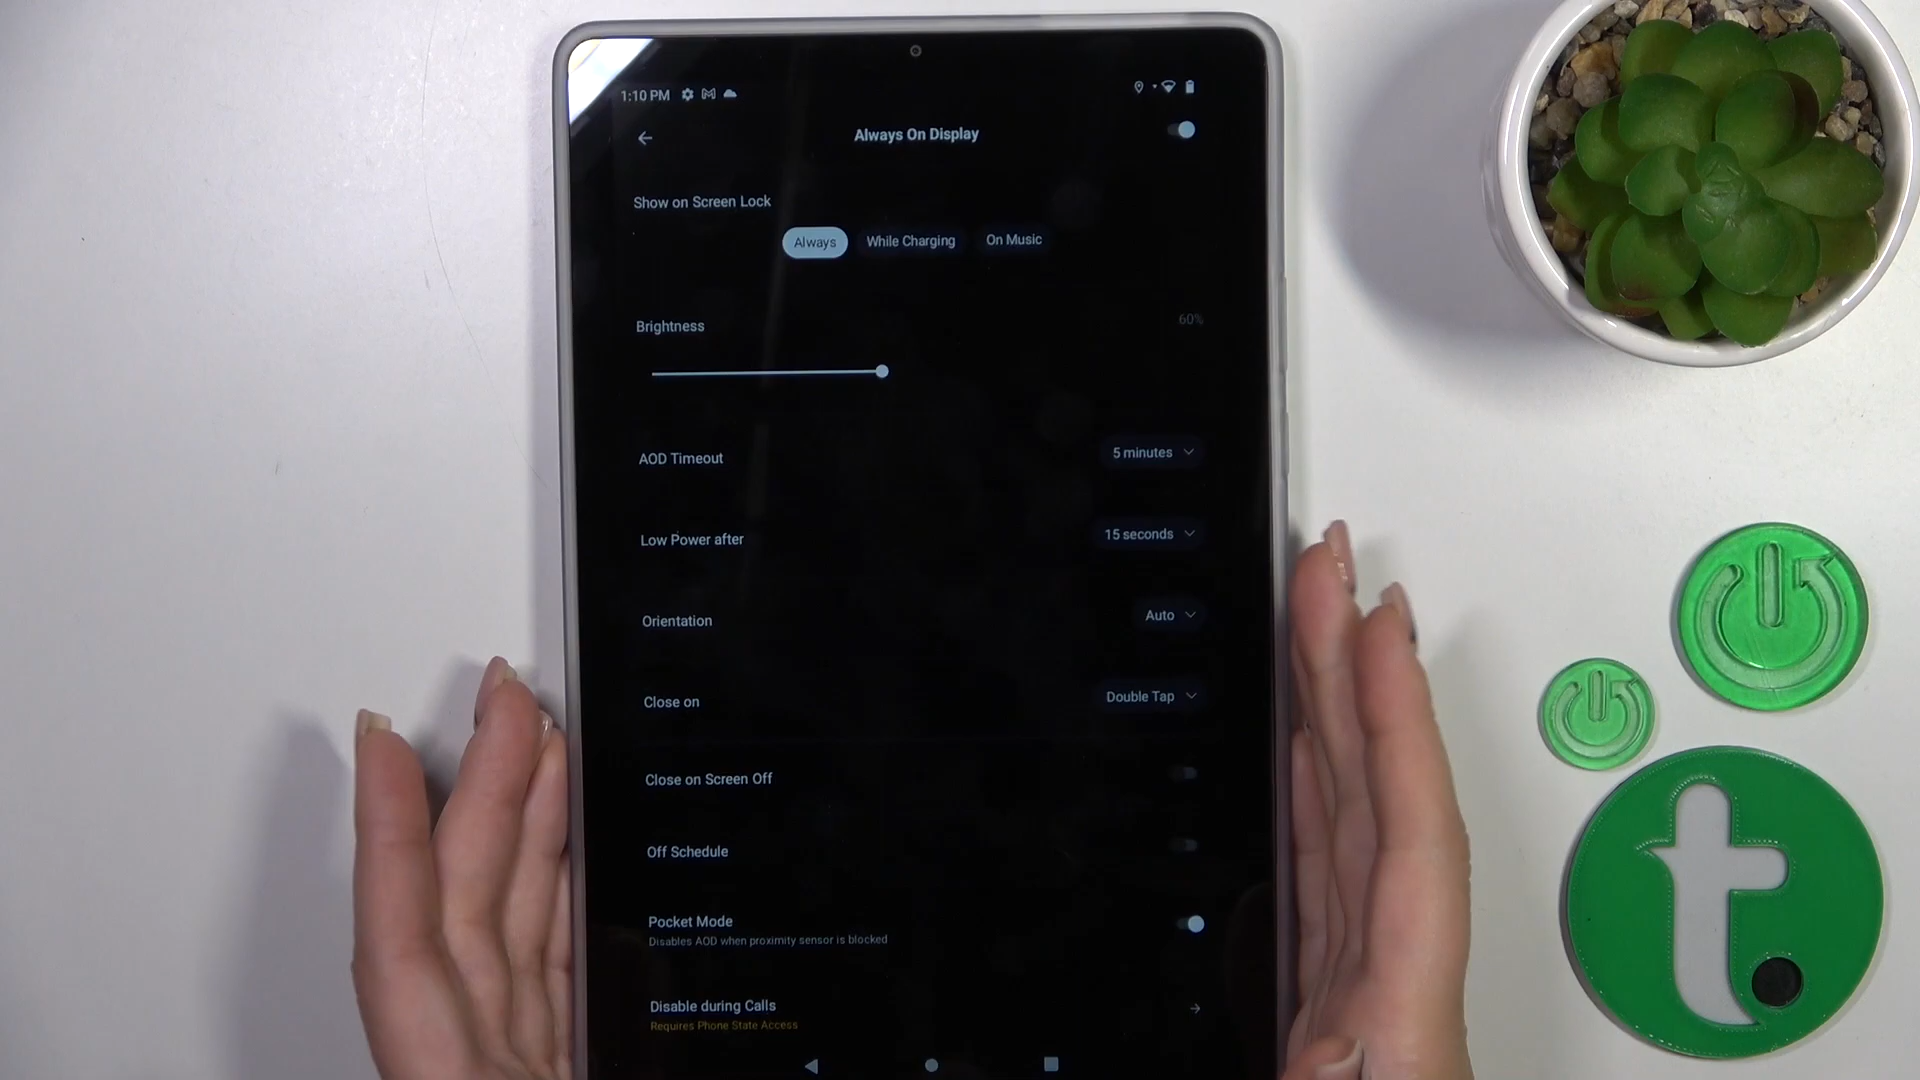 1:10 PM
Always On Display
Show on Screen Lock
Always While Charging On Music
Brightness 60%
AOD Timeout 5 minutes
Low Power after 15 seconds
Orientation Auto
Close on Double Tap
Close on Screen Off
Off Schedule
Pocket Mode
Disables AOD when proximity sensor is blocked
Disable during Calls
Requires Phone State Access
t